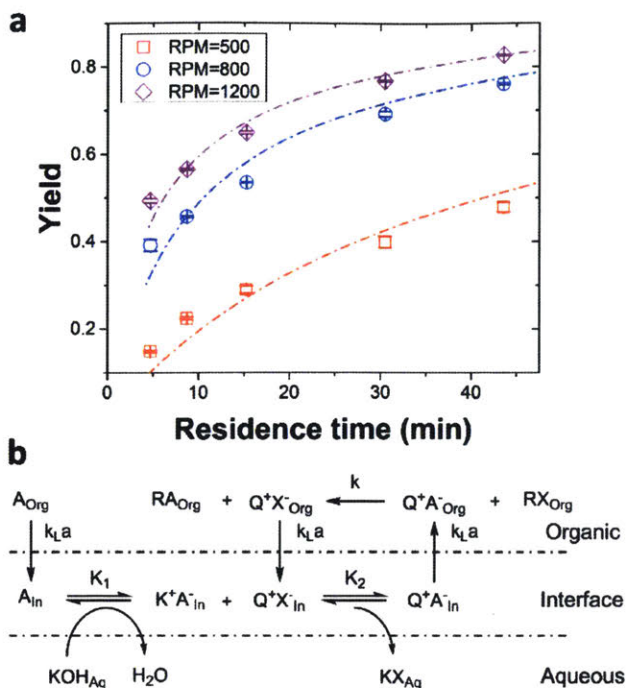 a
RPM=500
RPM=800
RPM=1200
0.8
0.6
0.4
0.2
Yield
0 10 20 30 40
Residence time (min)
b
A_Org RA_Org + Q⁺X⁻_Org k Q⁺A⁻_Org + RX_Org
k_La k_La k_La Organic
A_In K₁ K⁺A⁻_In + Q⁺X⁻_In K₂ Q⁺A⁻_In Interface
KOH_Aq H₂O KX_Aq Aqueous